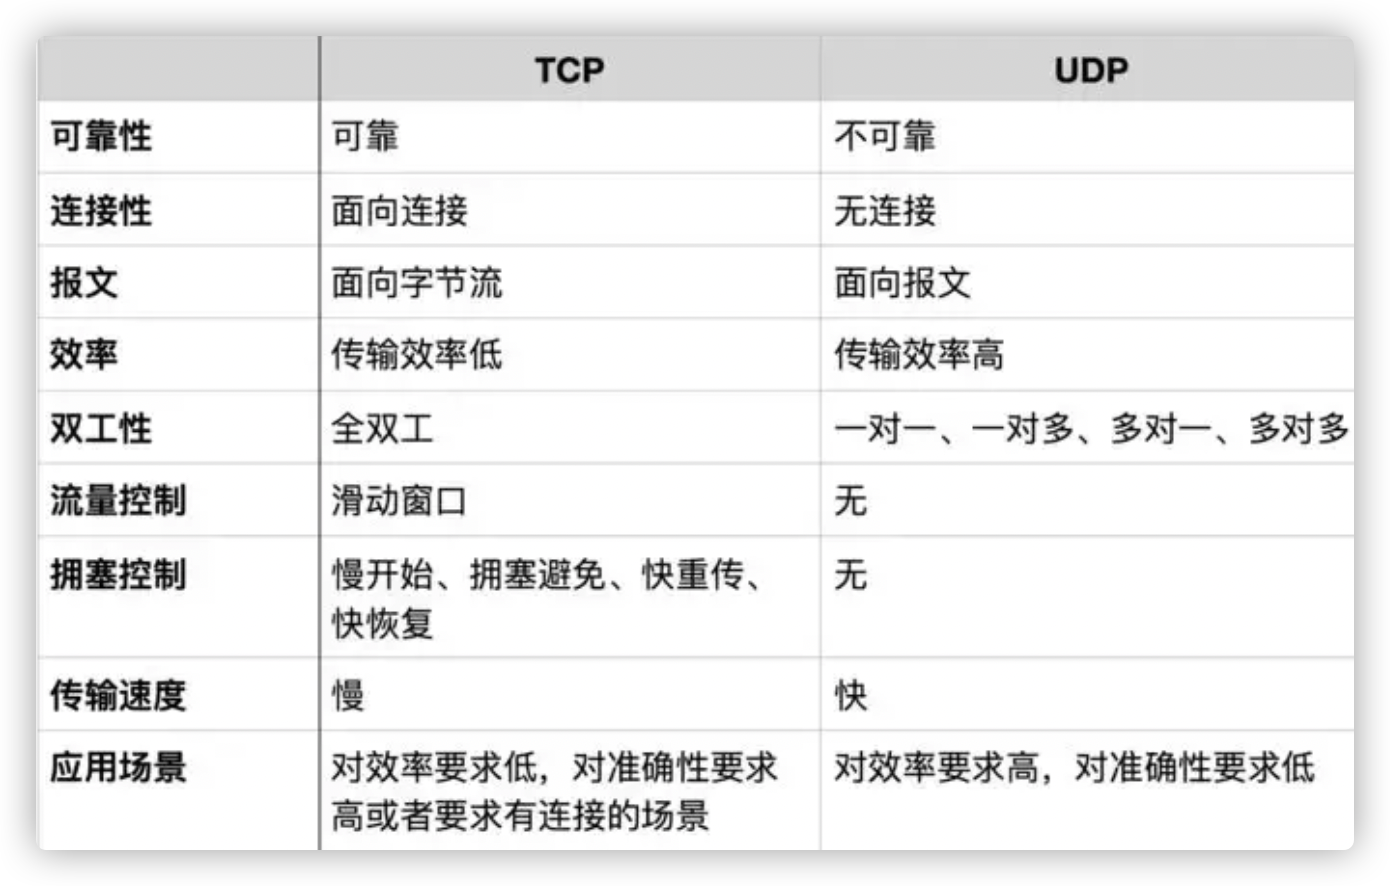 TCP UDP
可靠性 可靠 不可靠
连接性 面向连接 无连接
报文 面向字节流 面向报文
效率 传输效率低 传输效率高
双工性 全双工 一对一、一对多、多对一、多对多
流量控制 滑动窗口 无
拥塞控制 慢开始、拥塞避免、快重传、 无
快恢复
传输速度 慢 快
应用场景 对效率要求低，对准确性要求 对效率要求高，对准确性要求低
高或者要求有连接的场景